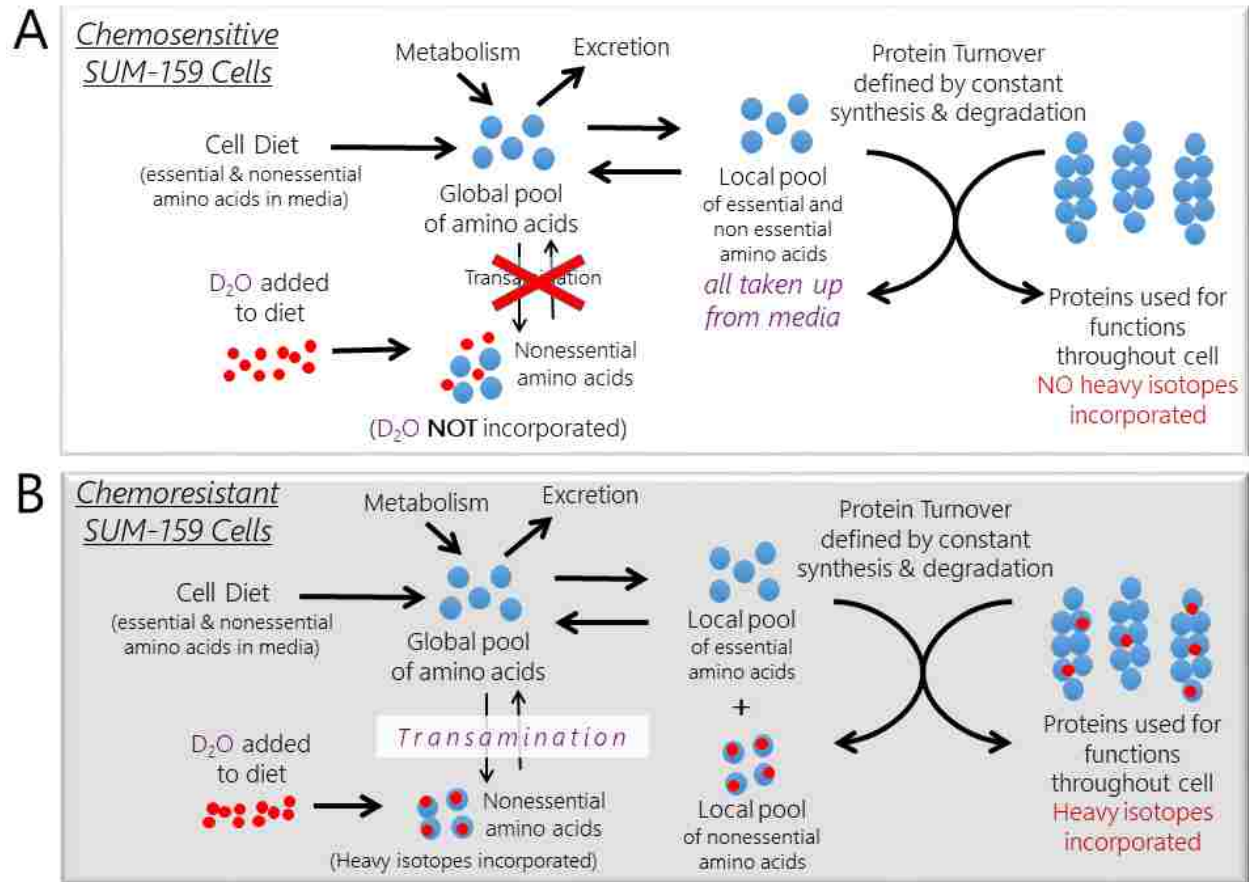 A
Chemosensitive
SUM-159 Cells
Metabolism
Excretion
Protein Turnover
defined by constant
synthesis & degradation
Cell Diet
(essential & nonessential
amino acids in media)
Global pool
of amino acids
Local pool
of essential and
non essential
amino acids
all taken up
from media
Transamination
D₂O added
to diet
Nonessential
amino acids
(D₂O NOT incorporated)
Proteins used for
functions
throughout cell
NO heavy isotopes
incorporated
B
Chemoresistant
SUM-159 Cells
Metabolism
Excretion
Protein Turnover
defined by constant
synthesis & degradation
Cell Diet
(essential & nonessential
amino acids in media)
Global pool
of amino acids
Local pool
of essential
amino acids
+
Transamination
D₂O added
to diet
Nonessential
amino acids
(Heavy isotopes incorporated)
Local pool
of nonessential
amino acids
Proteins used for
functions
throughout cell
Heavy isotopes
incorporated